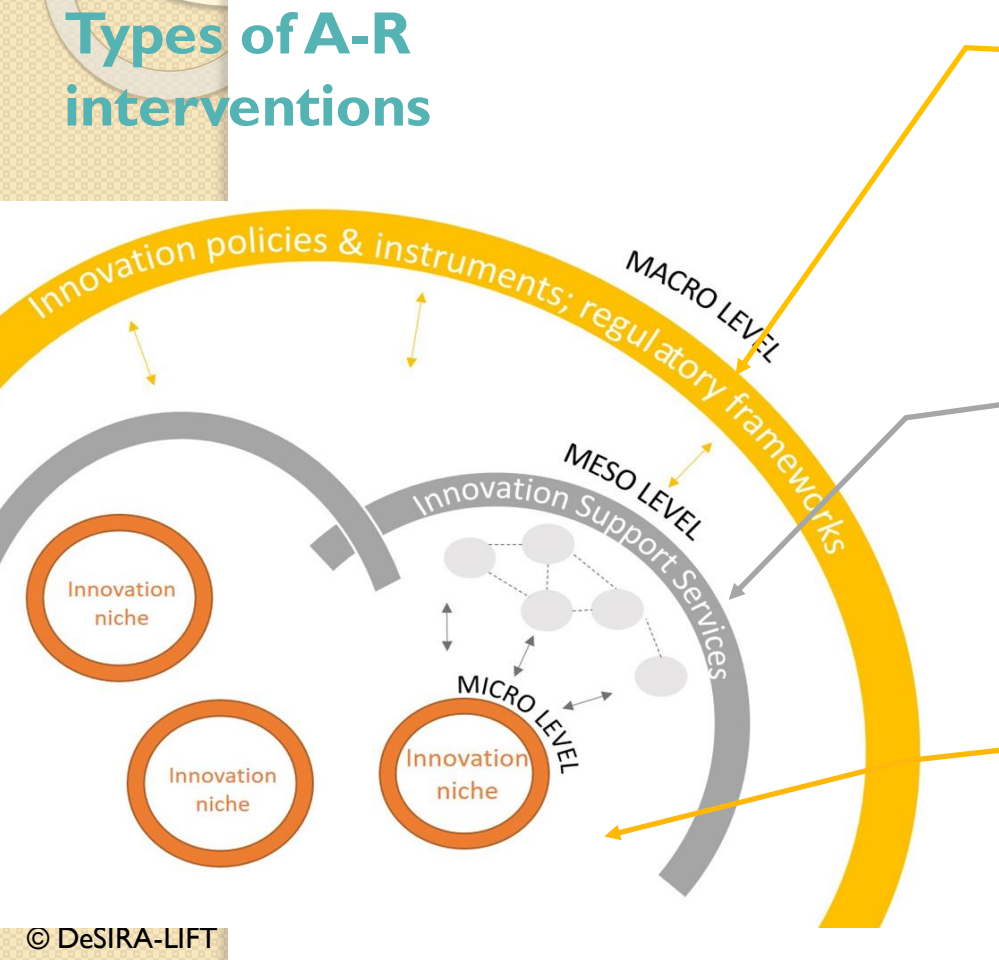 Types of A-R
interventions
Innovation policies & instruments; regulatory frameworks
MACRO LEVEL
MESO LEVEL
Innovation Support Services
Innovation
niche
MICRO LEVEL
Innovation
niche
Innovation
niche
© DeSIRA-LIFT